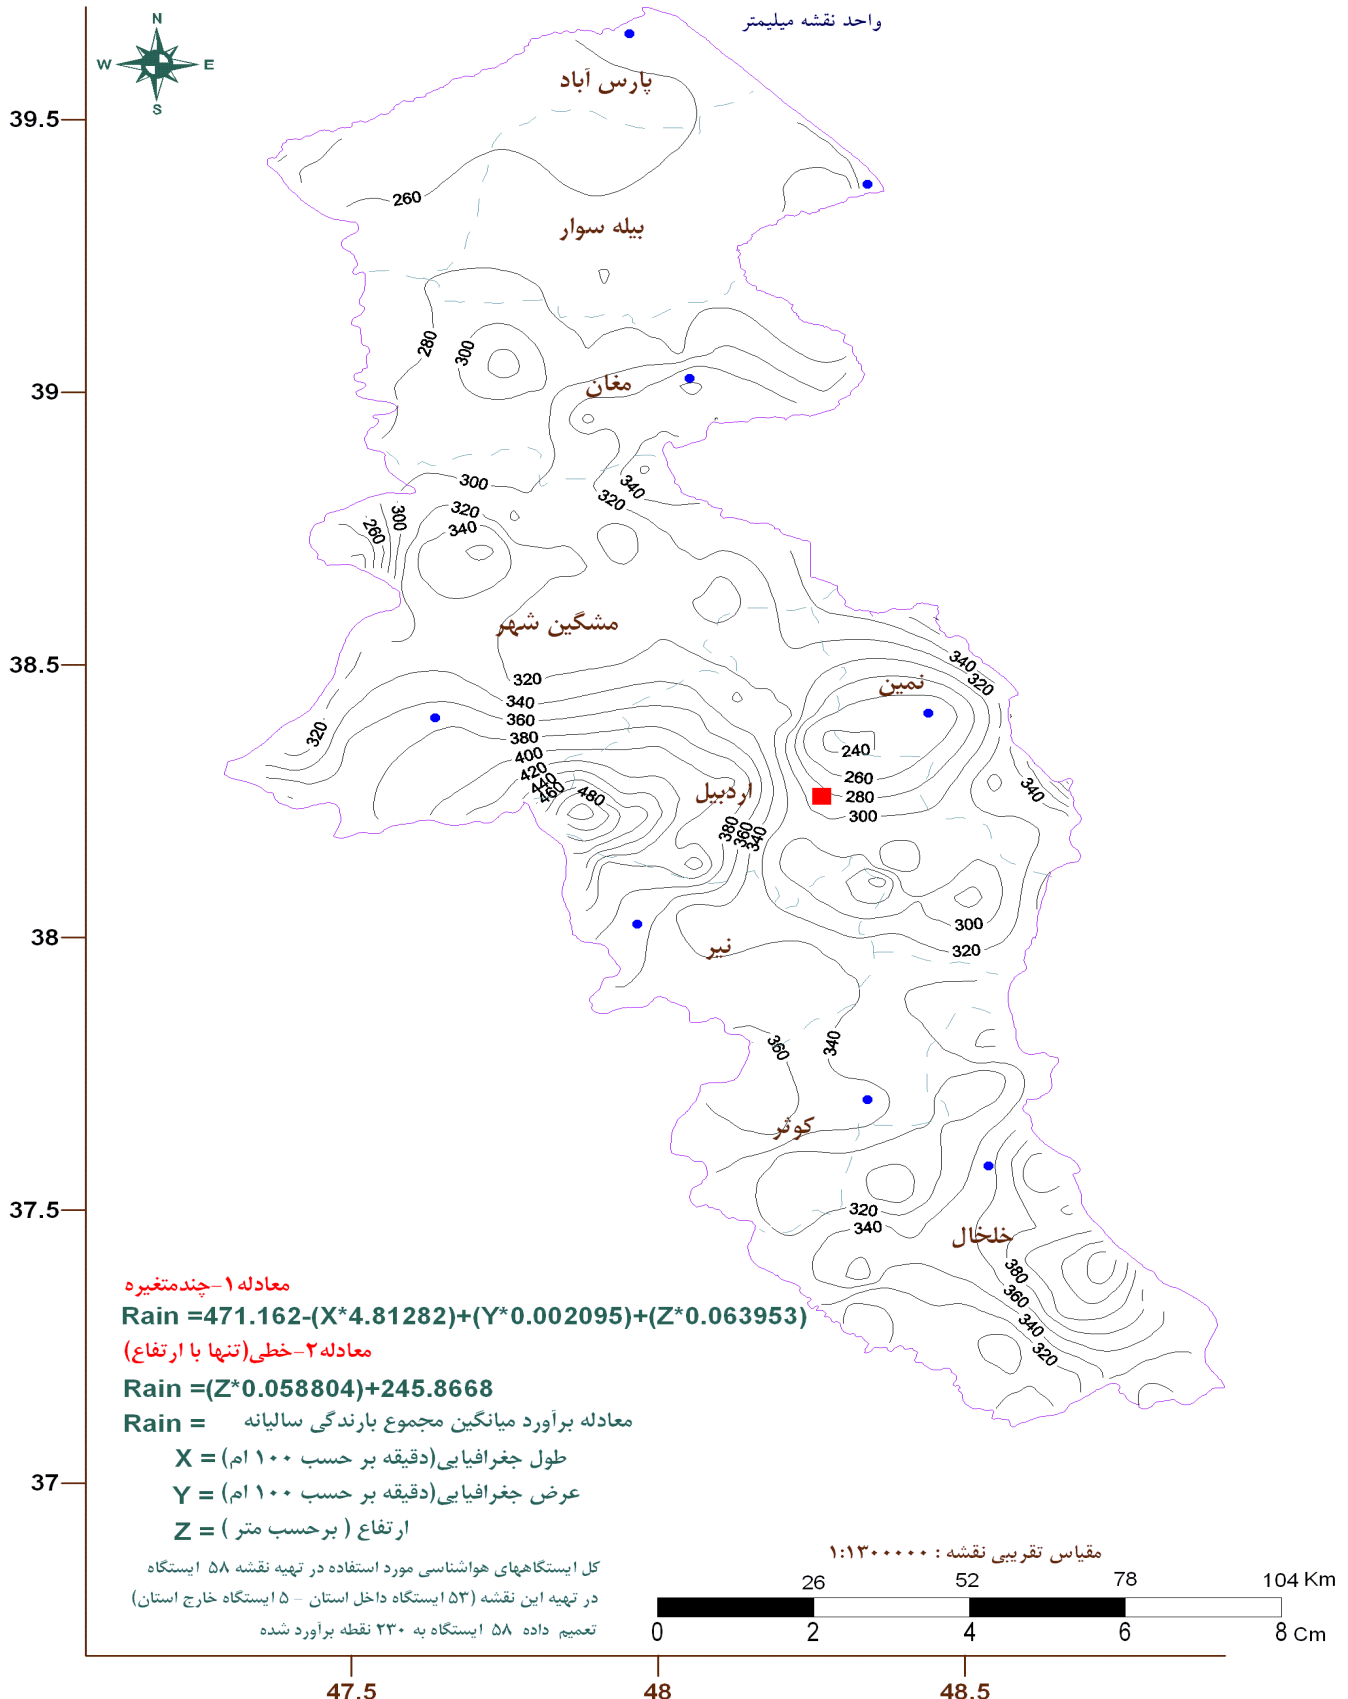 واحد نقشه میلیمتر
N
W E
S
پارس آباد
39.5
260
بیله سوار
280
300
39
مغان
300
340
320
320
300
260
340
مشگین شهر
38.5
340
320
320
نمین
340
360
320
380
240
400
420
260
440
460
480
اردبیل
280
340
300
380
360
340
300
38
نیر
320
360
340
کوثر
37.5
320
340
خلخال
380
360
340
320
معادله ۱-چندمتغیره
Rain =471.162-(X*4.81282)+(Y*0.002095)+(Z*0.063953)
معادله۲-خطی(تنها با ارتفاع)
Rain =(Z*0.058804)+245.8668
Rain = معادله برآورد میانگین مجموع بارندگی سالیانه
X = طول جغرافیایی(دقیقه بر حسب ۱۰۰ ام)
37
Y = عرض جغرافیایی(دقیقه بر حسب ۱۰۰ ام)
Z = ارتفاع ( برحسب متر )
مقیاس تقریبی نقشه : ۱:۱۳۰۰۰۰۰
کل ایستگاههای هواشناسی مورد استفاده در تهیه نقشه ۵۸ ایستگاه
در تهیه این نقشه (۵۳ ایستگاه داخل استان - ۵ ایستگاه خارج استان)
تعمیم داده ۵۸ ایستگاه به ۲۳۰ نقطه برآورد شده
26 52 78 104 Km
0 2 4 6 8 Cm
47.5 48 48.5